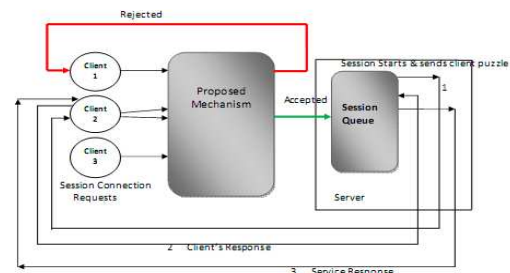 Rejected
Client
1
Client
2
Client
3
Session Connection
Requests
Proposed
Mechanism
Accepted
Session Starts & sends client puzzle
1
Session
Queue
Server
2 Client's Response
3 Service Response